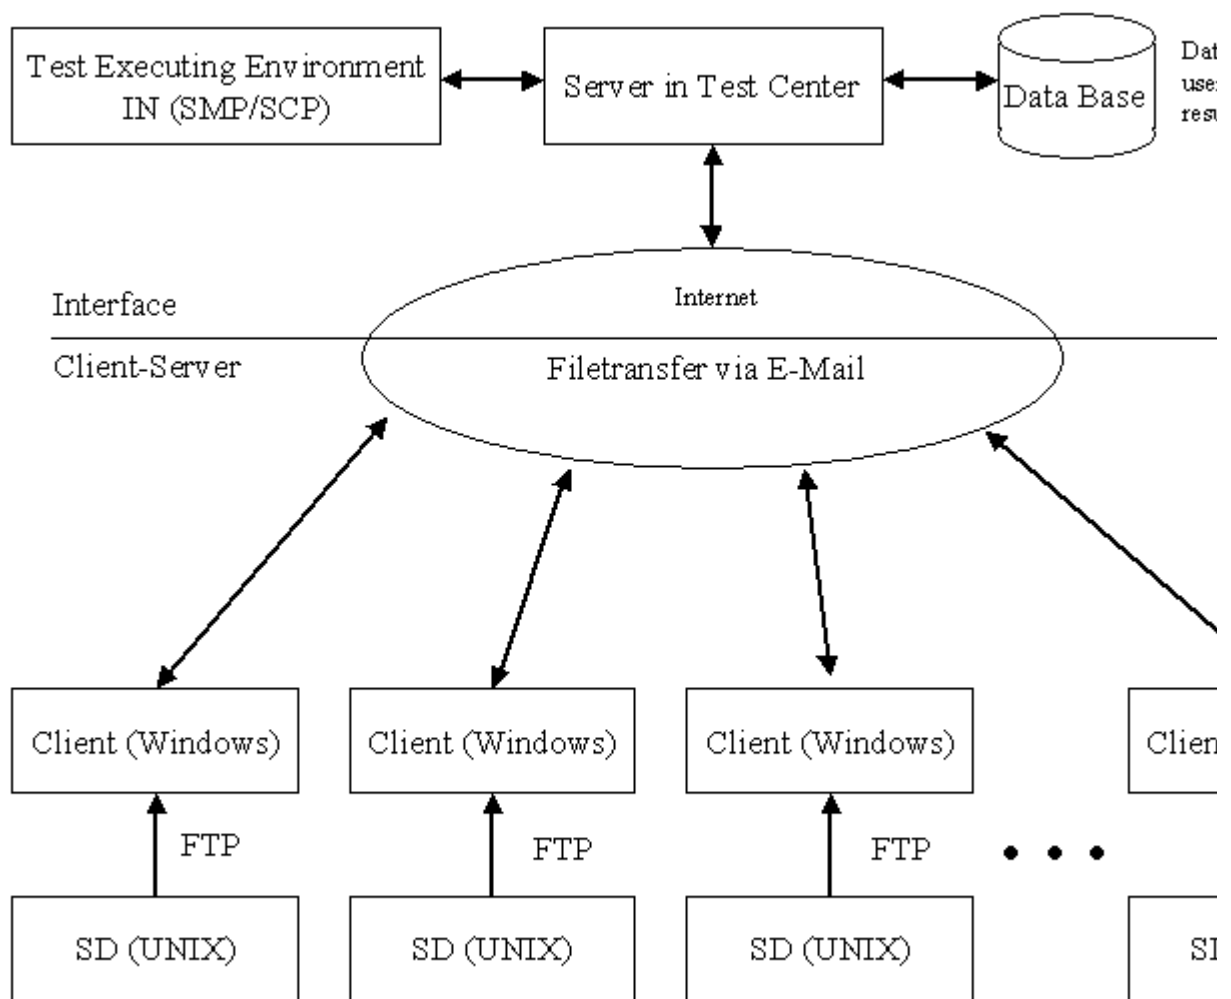 Test Executing Environment
IN (SMP/SCP)
Server in Test Center
Data Base
Internet
Interface
Client-Server
Filetransfer via E-Mail
Client (Windows)
Client (Windows)
Client (Windows)
FTP
FTP
FTP
SD (UNIX)
SD (UNIX)
SD (UNIX)